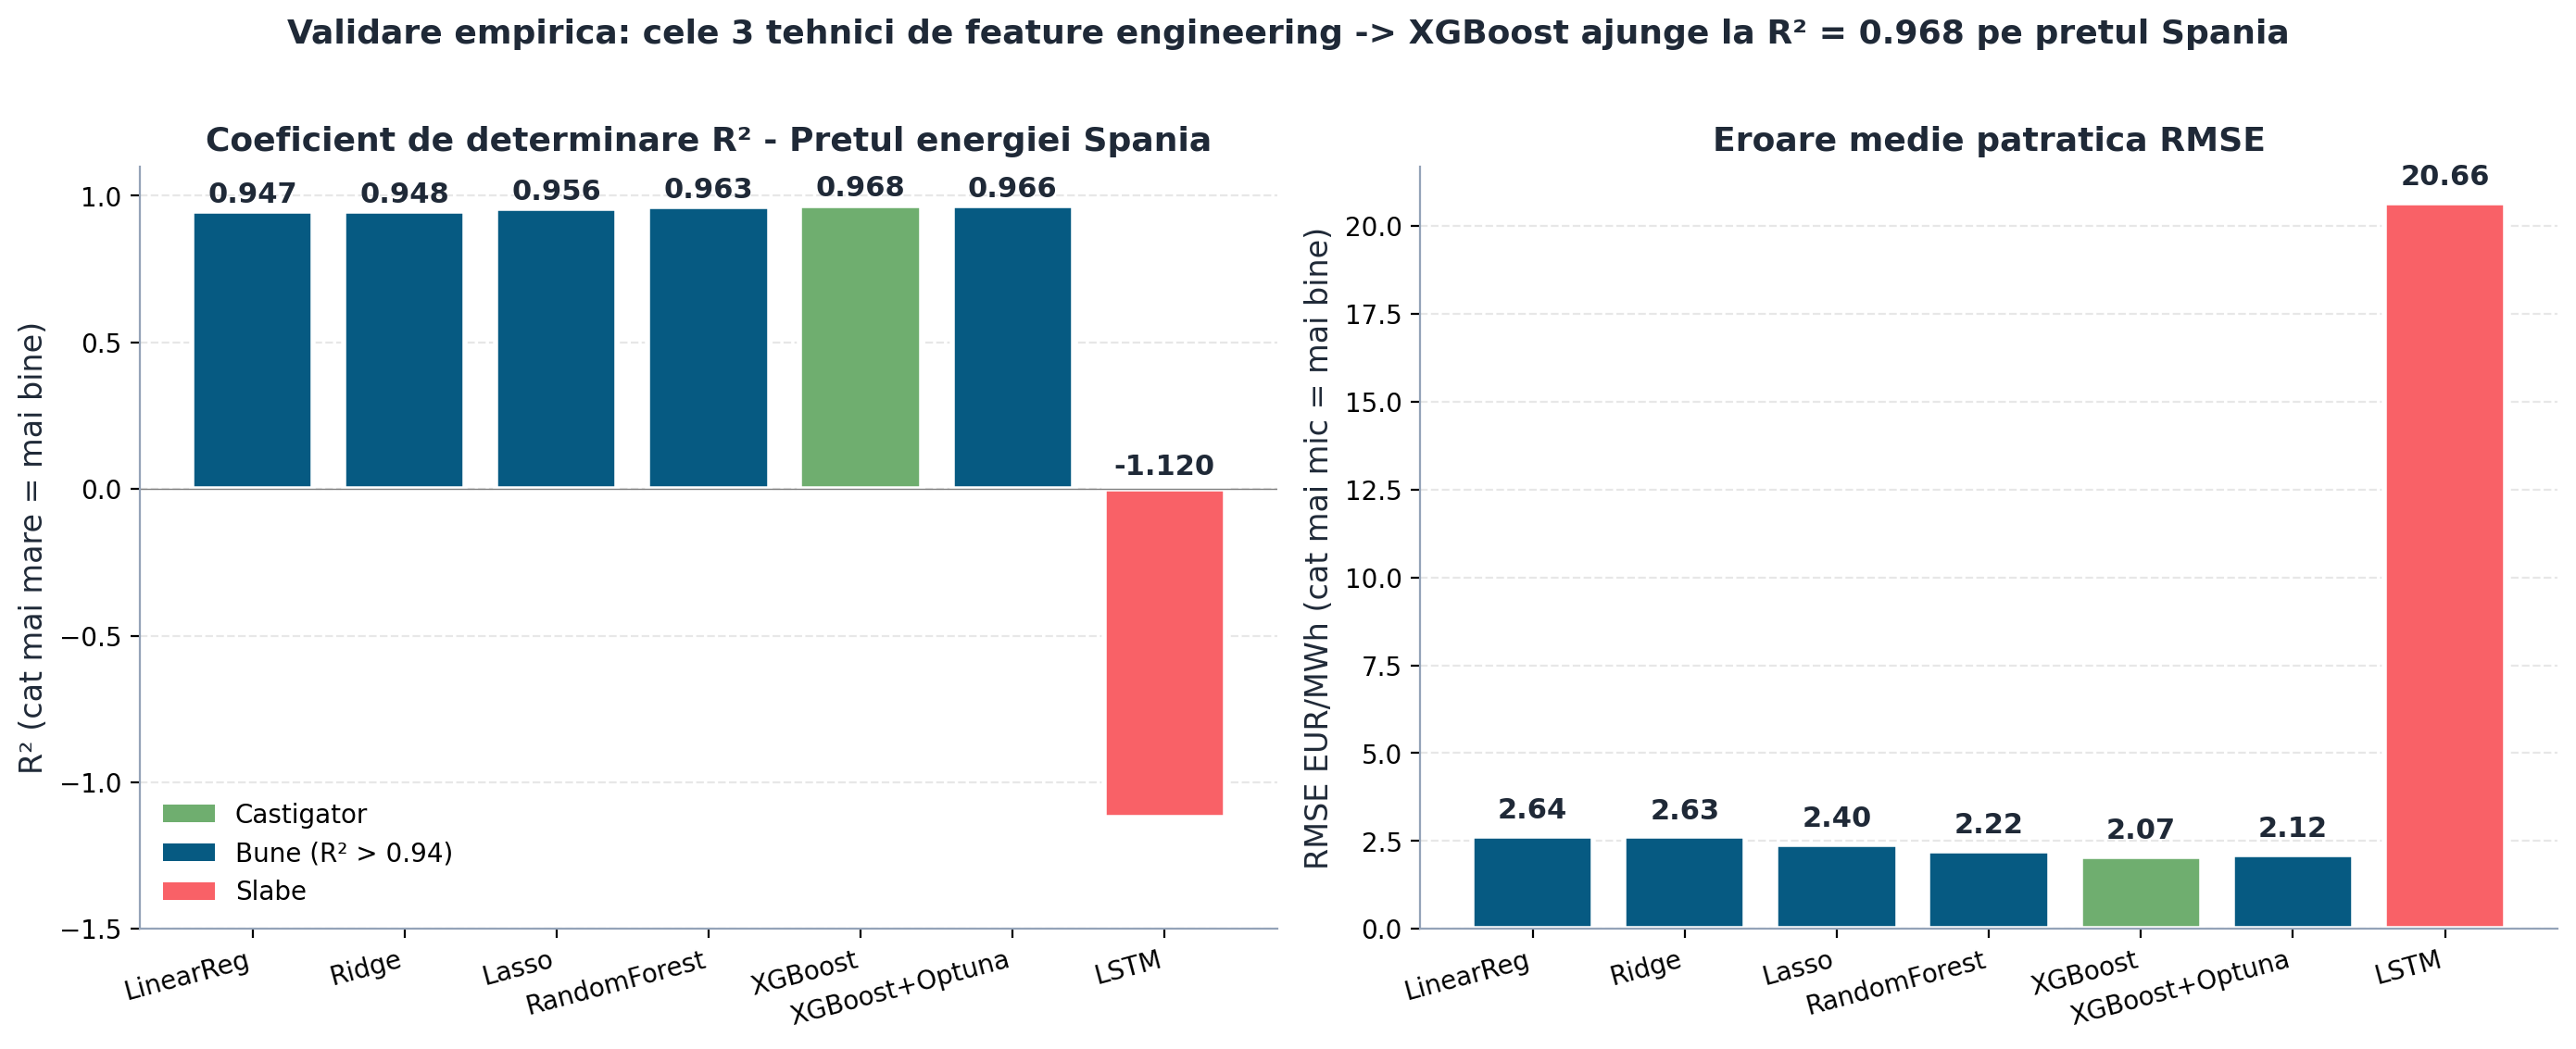 Validare empirica: cele 3 tehnici de feature engineering -> XGBoost ajunge la R² = 0.968 pe pretul Spania
Coeficient de determinare R² - Pretul energiei Spania
R² (cat mai mare = mai bine)
1.0
0.5
0.0
−0.5
−1.0
−1.5
0.947
0.948
0.956
0.963
0.968
0.966
-1.120
Castigator
Bune (R² > 0.94)
Slabe
LinearReg
Ridge
Lasso
RandomForest
XGBoost
XGBoost+Optuna
LSTM
Eroare medie patratica RMSE
RMSE EUR/MWh (cat mai mic = mai bine)
20.0
17.5
15.0
12.5
10.0
7.5
5.0
2.5
0.0
2.64
2.63
2.40
2.22
2.07
2.12
20.66
LinearReg
Ridge
Lasso
RandomForest
XGBoost
XGBoost+Optuna
LSTM